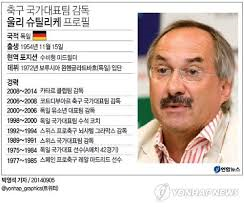 축구 국가대표팀 감독
울리 슈틸리케 프로필
국적 독일
출생 1954년 11월 15일
현역 포지션 수비형 미드필더
데뷔 1973년 보루시아 묀헨글라트바흐(독일) 입단
경력
2008~2014 카타르 클럽팀 감독
2006~2008 코트디부아르 축구 국가대표팀 감독
2000~2006 독일 유소년 대표팀 감독
1998~2000 독일 국가대표팀 수석 코치
1992~1994 스위스 프로축구 뇌샤텔 그자막스 감독
1989~1991 스위스 축구 국가대표팀 감독
1975~1984 독일 축구 국가대표 선수(A매치 42경기)
1977~1985 스페인 프로축구 레알 마드리드 선수
연합뉴스
박영석 기자 / 20140905
@yonhap_graphics(트위터)
YONHAP NEWS